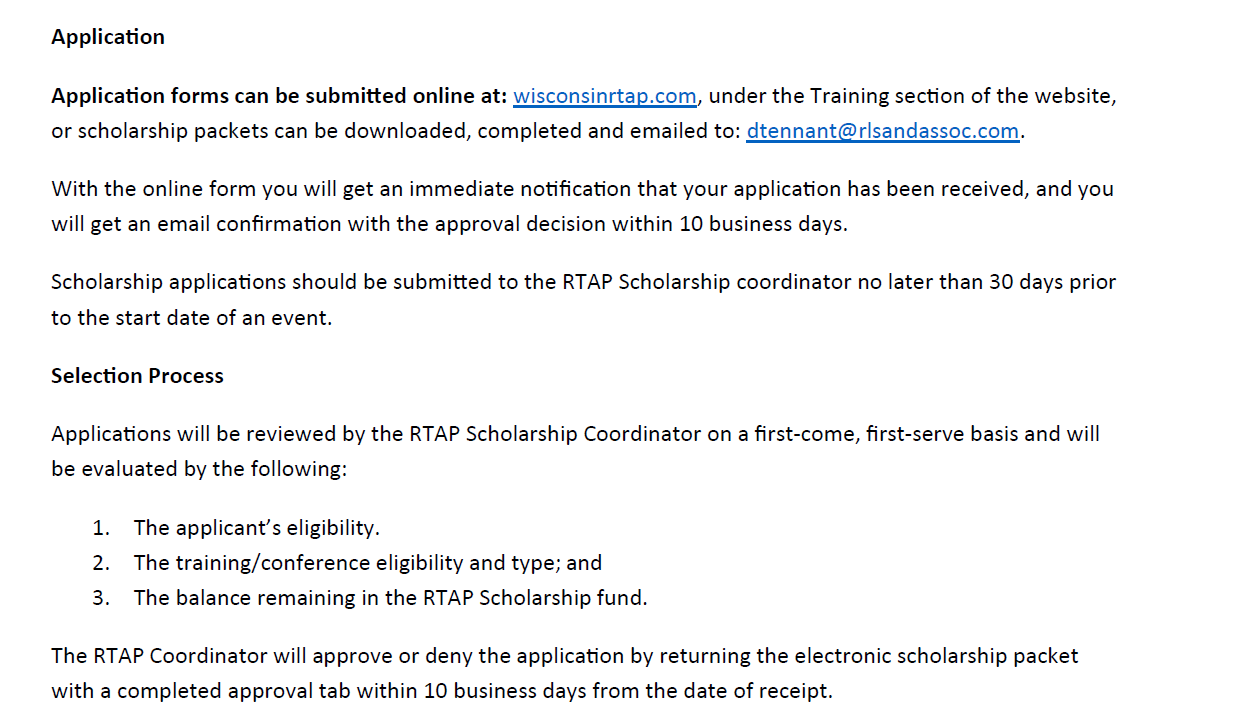 Application
Application forms can be submitted online at: wisconsinrtap.com, under the Training section of the website,
or scholarship packets can be downloaded, completed and emailed to: dtennant@rlsandassoc.com.
With the online form you will get an immediate notification that your application has been received, and you
will get an email confirmation with the approval decision within 10 business days.
Scholarship applications should be submitted to the RTAP Scholarship coordinator no later than 30 days prior
to the start date of an event.
Selection Process
Applications will be reviewed by the RTAP Scholarship Coordinator on a first-come, first-serve basis and will
be evaluated by the following:
1. The applicant’s eligibility.
2. The training/conference eligibility and type; and
3. The balance remaining in the RTAP Scholarship fund.
The RTAP Coordinator will approve or deny the application by returning the electronic scholarship packet
with a completed approval tab within 10 business days from the date of receipt.